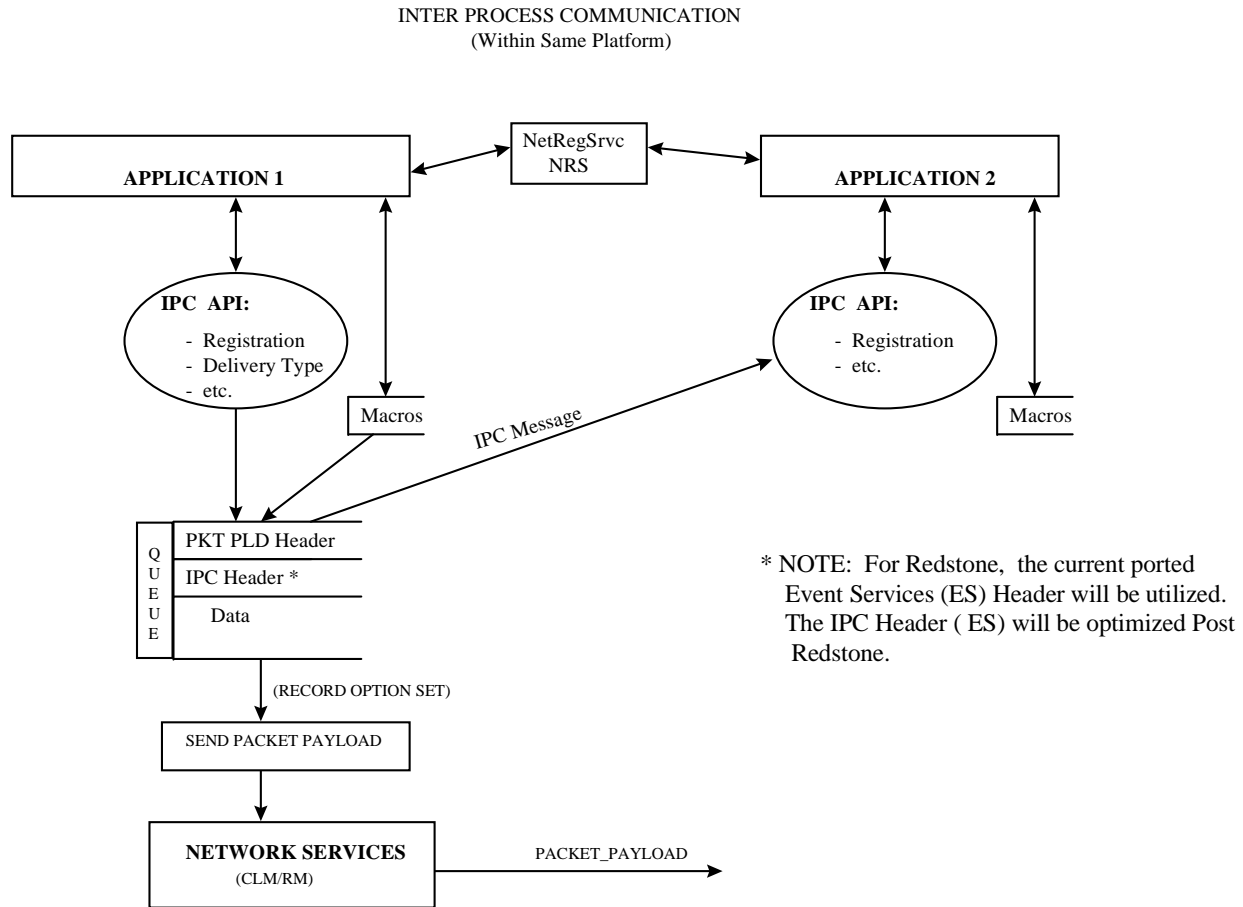 INTER PROCESS COMMUNICATION
(Within Same Platform)
NetRegSrvc
NRS
APPLICATION 1
APPLICATION 2
IPC API:
- Registration
- Delivery Type
- etc.
IPC API:
- Registration
- etc.
Macros
Macros
IPC Message
QUEUE
PKT PLD Header
IPC Header *
Data
* NOTE: For Redstone, the current ported
Event Services (ES) Header will be utilized.
The IPC Header ( ES) will be optimized Post
Redstone.
(RECORD OPTION SET)
SEND PACKET PAYLOAD
NETWORK SERVICES
(CLM/RM)
PACKET_PAYLOAD